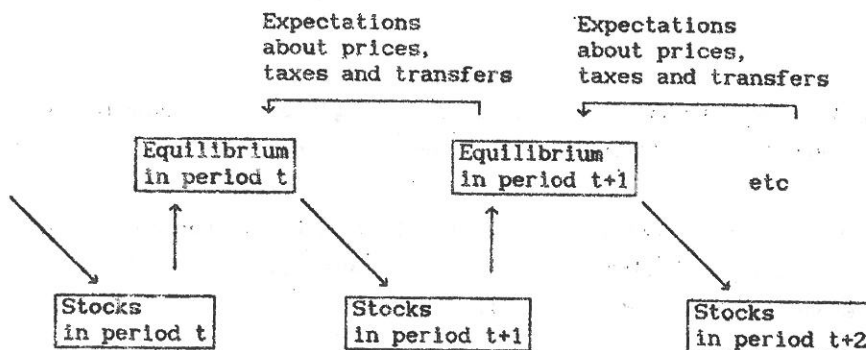 Expectations
about prices,
taxes and transfers
Expectations
about prices,
taxes and transfers
Equilibrium
in period t
Equilibrium
in period t+1
etc
Stocks
in period t
Stocks
in period t+1
Stocks
in period t+2